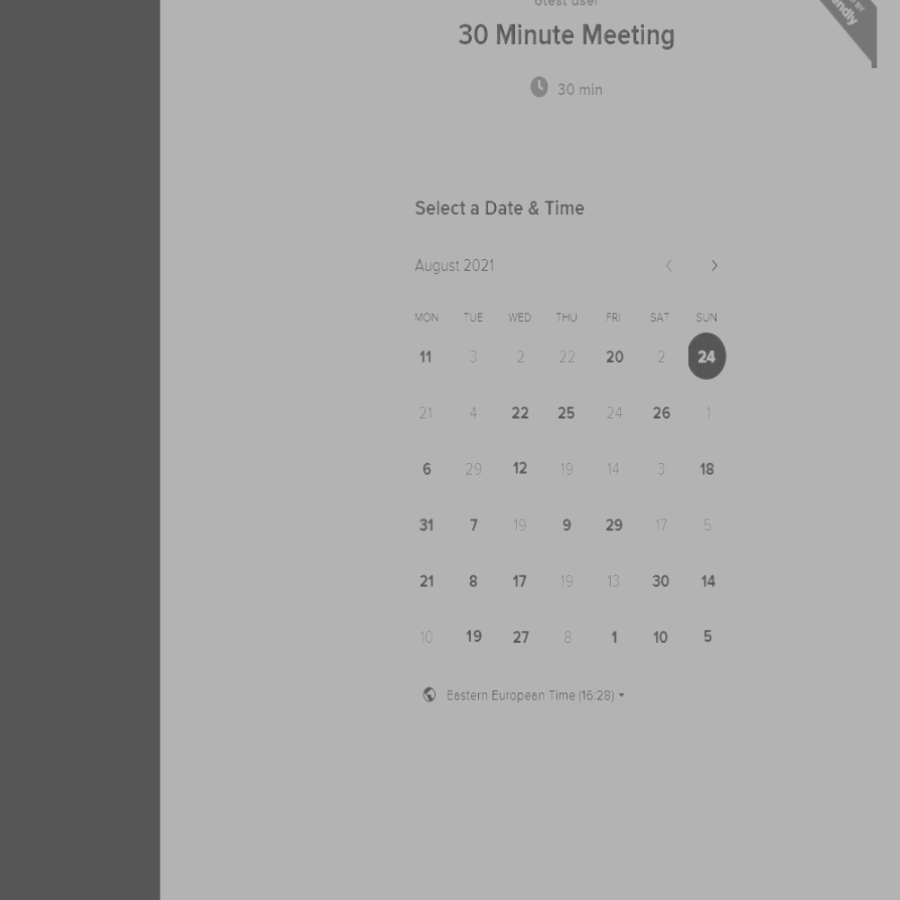 6test user
30 Minute Meeting
30 min
Select a Date & Time
August 2021
MON TUE WED THU FRI SAT SUN
11 3 2 22 20 2 24
21 4 22 25 24 26 1
6 29 12 19 14 3 18
31 7 19 9 29 17 5
21 8 17 19 13 30 14
10 19 27 8 1 10 5
Eastern European Time (16:28)